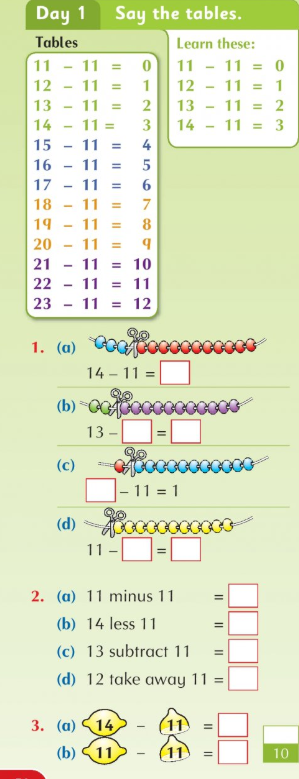 Day 1 Say the tables.
Tables
11 – 11 = 0
12 – 11 = 1
13 – 11 = 2
14 – 11 = 3
15 – 11 = 4
16 – 11 = 5
17 – 11 = 6
18 – 11 = 7
19 – 11 = 8
20 – 11 = 9
21 – 11 = 10
22 – 11 = 11
23 – 11 = 12
Learn these:
11 – 11 = 0
12 – 11 = 1
13 – 11 = 2
14 – 11 = 3
1. (a)
14 – 11 =
(b)
13 – =
(c)
– 11 = 1
(d)
11 – =
2. (a) 11 minus 11 =
(b) 14 less 11 =
(c) 13 subtract 11 =
(d) 12 take away 11 =
3. (a) 14 – 11 =
(b) 11 – 11 =
10